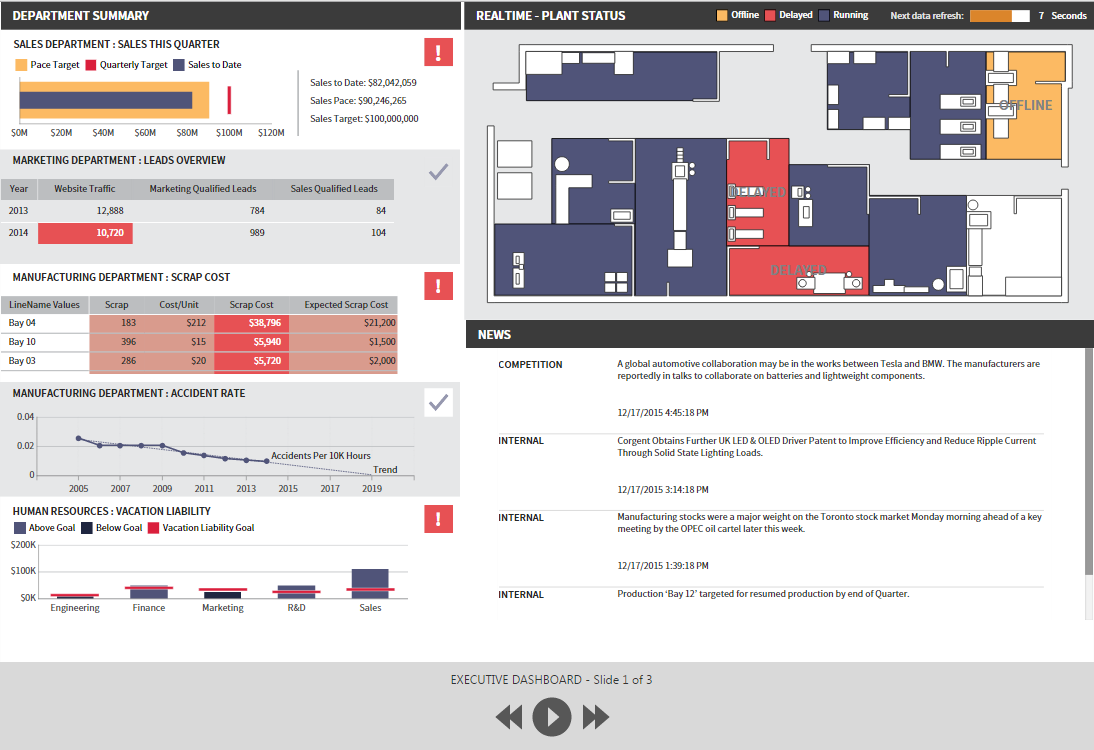 DEPARTMENT SUMMARY
SALES DEPARTMENT : SALES THIS QUARTER
!
Pace Target Quarterly Target Sales to Date
$0M $20M $40M $60M $80M $100M $120M
Sales to Date: $82,042,059
Sales Pace: $90,246,265
Sales Target: $100,000,000
MARKETING DEPARTMENT : LEADS OVERVIEW
Year Website Traffic Marketing Qualified Leads Sales Qualified Leads
2013 12,888 784 84
2014 10,720 989 104
MANUFACTURING DEPARTMENT : SCRAP COST
!
LineName Values Scrap Cost/Unit Scrap Cost Expected Scrap Cost
Bay 04 183 $212 $38,796 $21,200
Bay 10 396 $15 $5,940 $1,500
Bay 03 286 $20 $5,720 $2,000
MANUFACTURING DEPARTMENT : ACCIDENT RATE
0.04
0.02
0
Accidents Per 10K Hours
Trend
2005 2007 2009 2011 2013 2015 2017 2019
HUMAN RESOURCES : VACATION LIABILITY
!
Above Goal Below Goal Vacation Liability Goal
$200K
$100K
$0K
Engineering Finance Marketing R&D Sales
REALTIME - PLANT STATUS
Offline Delayed Running
Next data refresh: 7 Seconds
OFFLINE
DELAYED
DELAYED
NEWS
COMPETITION
A global automotive collaboration may be in the works between Tesla and BMW. The manufacturers are
reportedly in talks to collaborate on batteries and lightweight components.
12/17/2015 4:45:18 PM
INTERNAL
Corgent Obtains Further UK LED & OLED Driver Patent to Improve Efficiency and Reduce Ripple Current
Through Solid State Lighting Loads.
12/17/2015 3:14:18 PM
INTERNAL
Manufacturing stocks were a major weight on the Toronto stock market Monday morning ahead of a key
meeting by the OPEC oil cartel later this week.
12/17/2015 1:39:18 PM
INTERNAL
Production ‘Bay 12’ targeted for resumed production by end of Quarter.
EXECUTIVE DASHBOARD - Slide 1 of 3